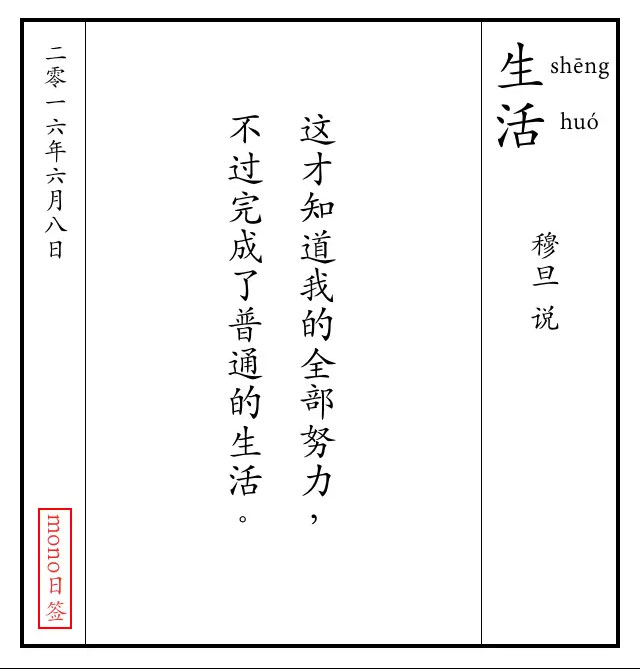 生活
shēng
huó
穆旦 说
这才知道我的全部努力，
不过完成了普通的生活。
二零一六年六月八日
mono日签